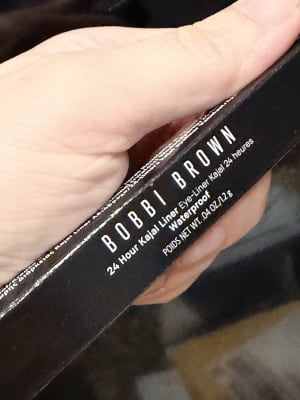 BOBBI BROWN
24 Hour Kajal Liner Eye-Liner Kajal 24 heures
Waterproof
POIDS NET WT. .04 OZ./1.2 g